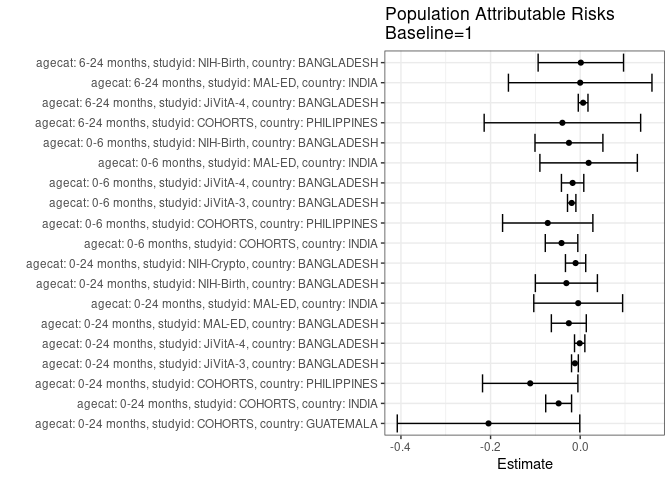 Population Attributable Risks
Baseline=1
agecat: 6-24 months, studyid: NIH-Birth, country: BANGLADESH
agecat: 6-24 months, studyid: MAL-ED, country: INDIA
agecat: 6-24 months, studyid: JiVitA-4, country: BANGLADESH
agecat: 6-24 months, studyid: COHORTS, country: PHILIPPINES
agecat: 0-6 months, studyid: NIH-Birth, country: BANGLADESH
agecat: 0-6 months, studyid: MAL-ED, country: INDIA
agecat: 0-6 months, studyid: JiVitA-4, country: BANGLADESH
agecat: 0-6 months, studyid: JiVitA-3, country: BANGLADESH
agecat: 0-6 months, studyid: COHORTS, country: PHILIPPINES
agecat: 0-6 months, studyid: COHORTS, country: INDIA
agecat: 0-24 months, studyid: NIH-Crypto, country: BANGLADESH
agecat: 0-24 months, studyid: NIH-Birth, country: BANGLADESH
agecat: 0-24 months, studyid: MAL-ED, country: INDIA
agecat: 0-24 months, studyid: MAL-ED, country: BANGLADESH
agecat: 0-24 months, studyid: JiVitA-4, country: BANGLADESH
agecat: 0-24 months, studyid: JiVitA-3, country: BANGLADESH
agecat: 0-24 months, studyid: COHORTS, country: PHILIPPINES
agecat: 0-24 months, studyid: COHORTS, country: INDIA
agecat: 0-24 months, studyid: COHORTS, country: GUATEMALA
-0.4 -0.2 0.0
Estimate